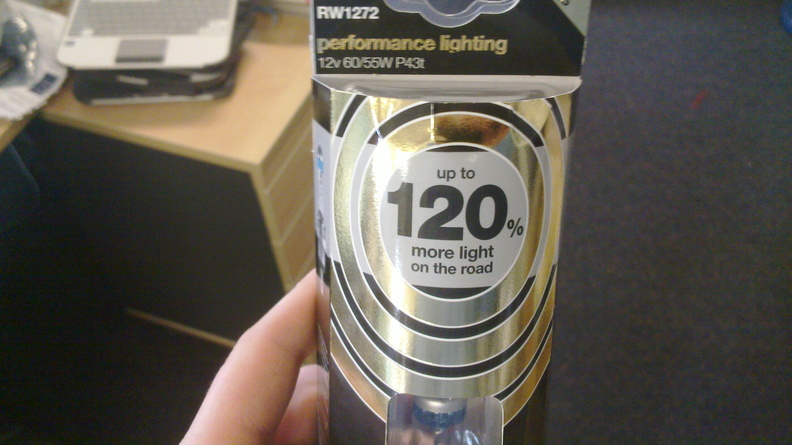 RW1272
performance lighting
12v 60/55W P43t
up to
120%
more light
on the road